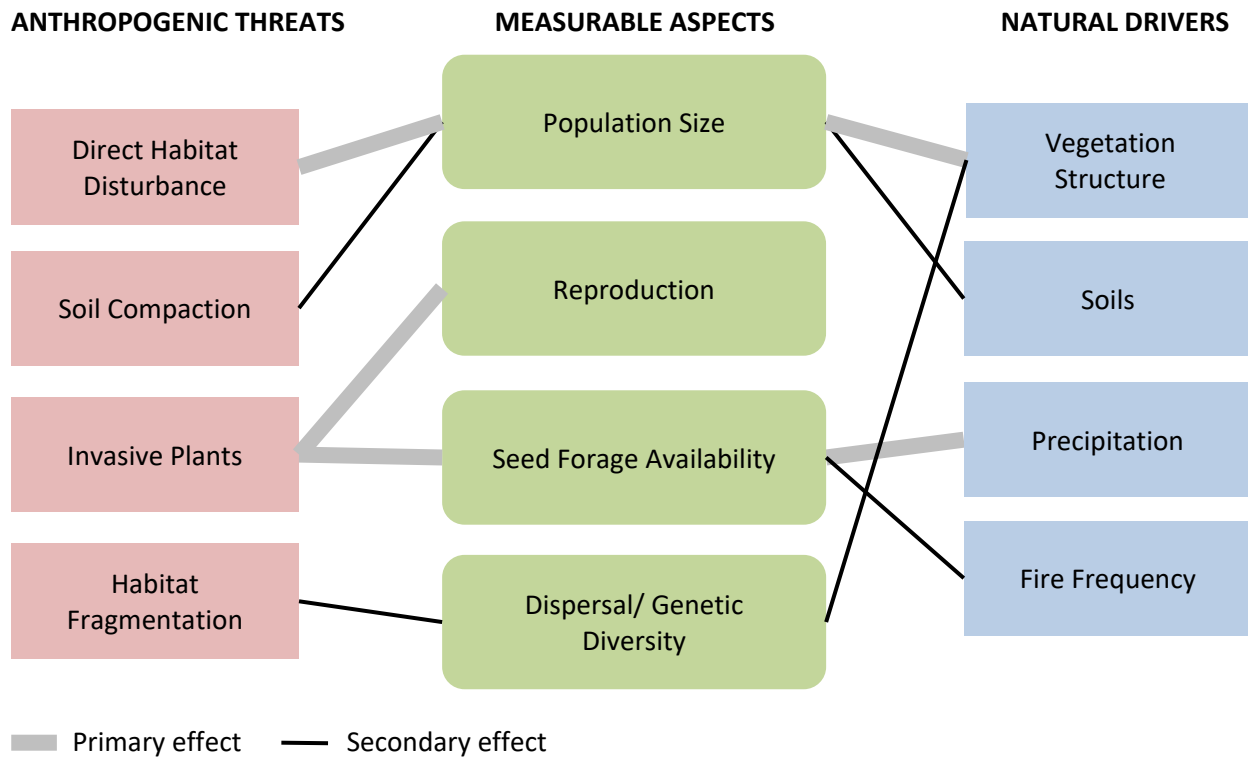 ANTHROPOGENIC THREATS
MEASURABLE ASPECTS
NATURAL DRIVERS
Direct Habitat
Disturbance
Soil Compaction
Invasive Plants
Habitat
Fragmentation
Population Size
Reproduction
Seed Forage Availability
Dispersal/ Genetic
Diversity
Vegetation
Structure
Soils
Precipitation
Fire Frequency
Primary effect
Secondary effect